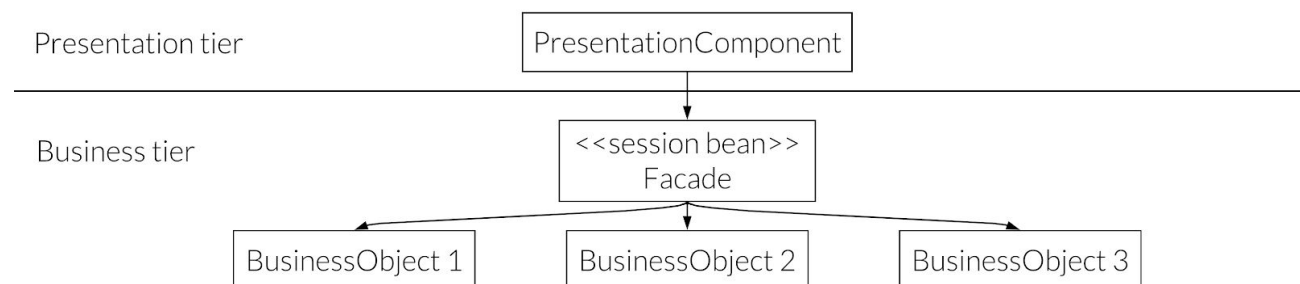 Presentation tier
PresentationComponent
Business tier
<<session bean>>
Facade
BusinessObject 1
BusinessObject 2
BusinessObject 3